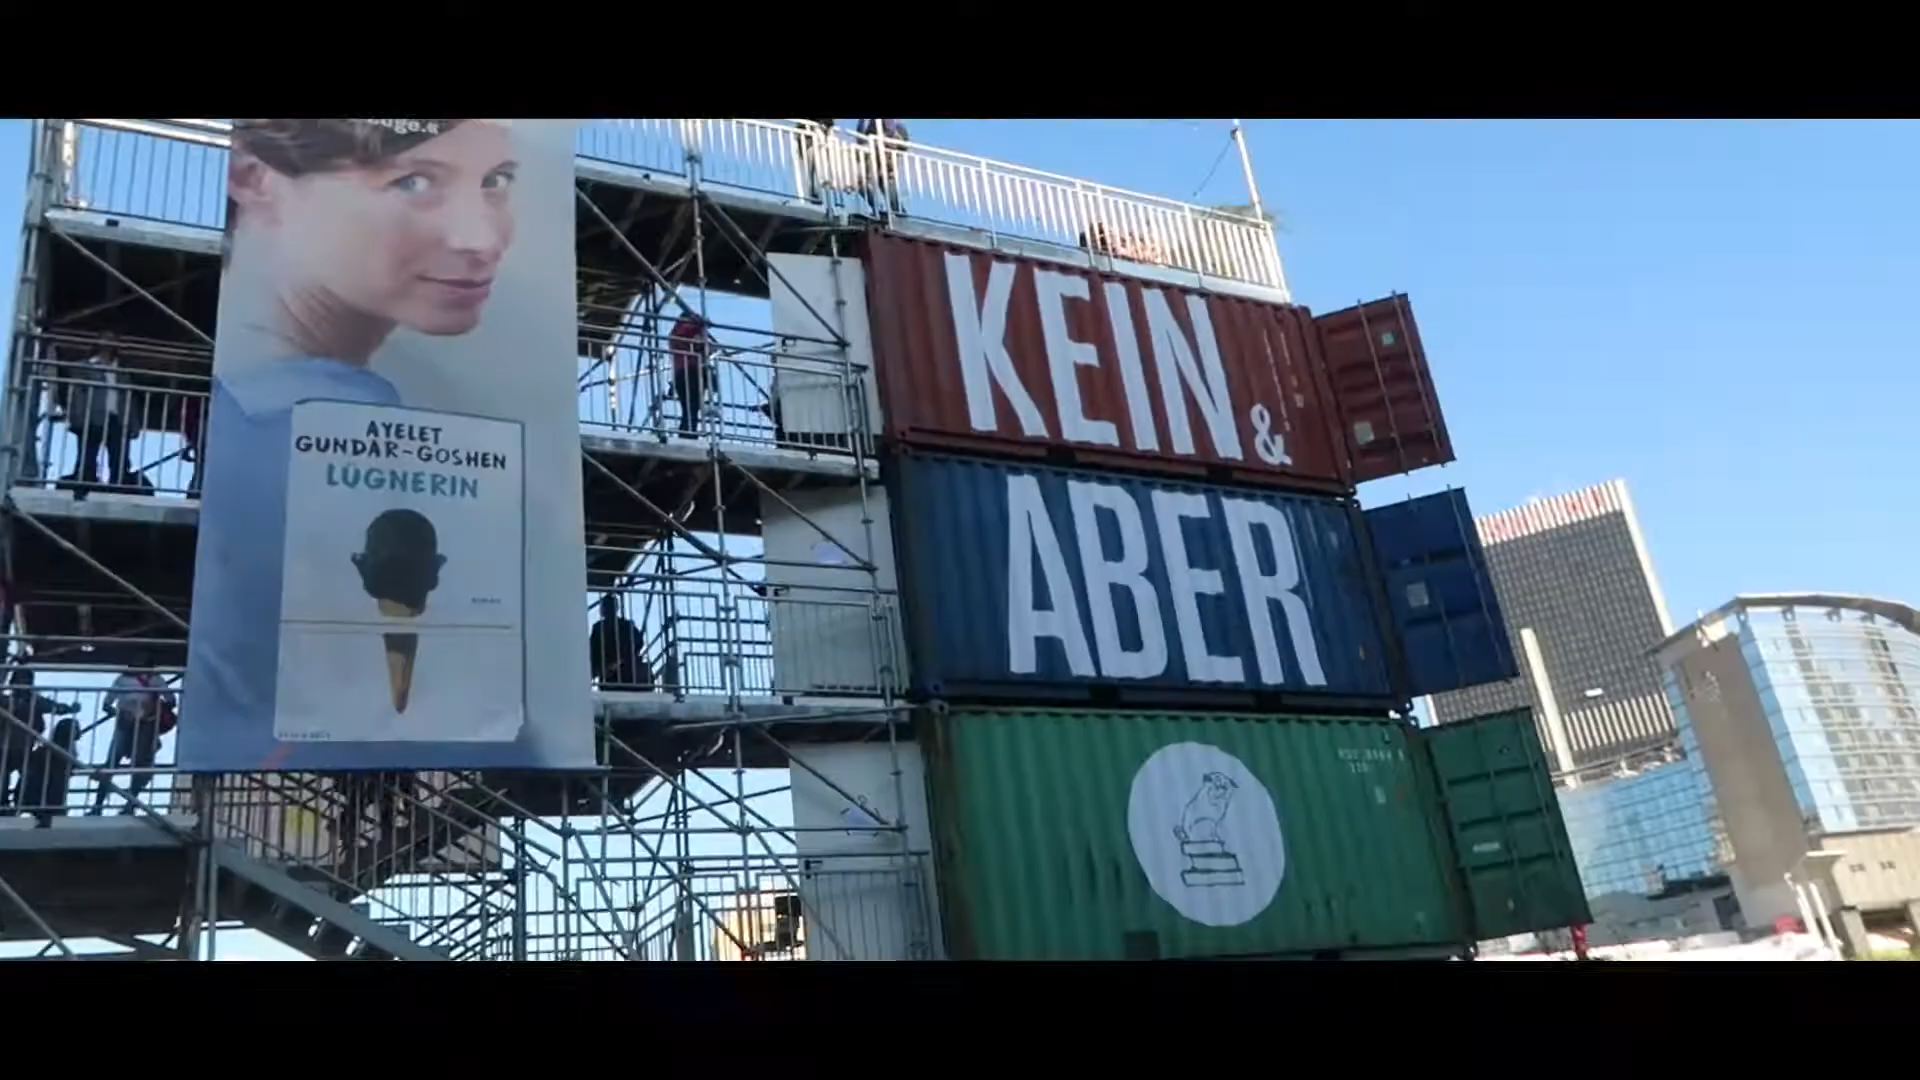 AYELET
GUNDAR-GOSHEN
LÜGNERIN
KEIN
&
ABER